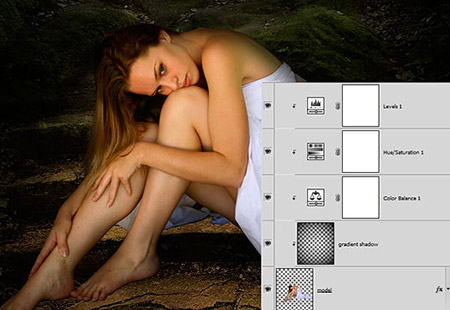 Levels 1
Hue/Saturation 1
Color Balance 1
gradient shadow
model
fx